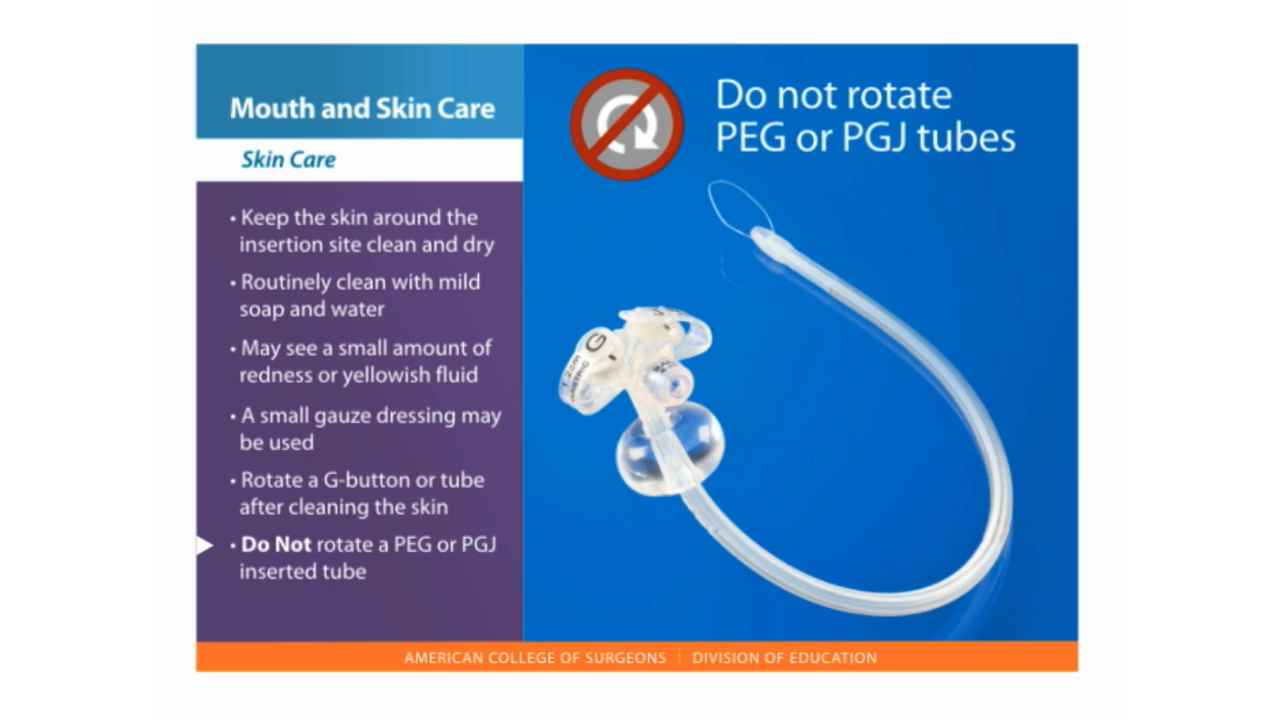 Mouth and Skin Care
Skin Care
• Keep the skin around the
insertion site clean and dry
• Routinely clean with mild
soap and water
• May see a small amount of
redness or yellowish fluid
• A small gauze dressing may
be used
• Rotate a G-button or tube
after cleaning the skin
• Do Not rotate a PEG or PGJ
inserted tube
Do not rotate
PEG or PGJ tubes
G
1.2cm
AMERICAN COLLEGE OF SURGEONS | DIVISION OF EDUCATION